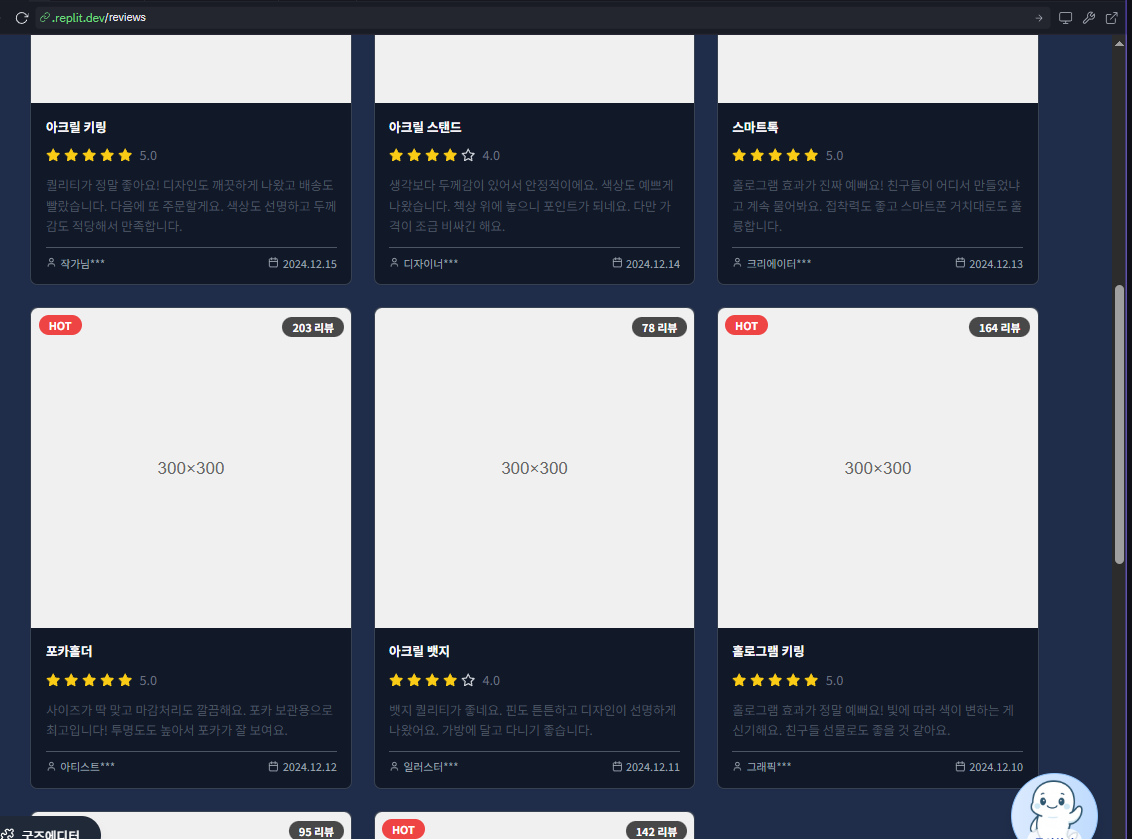 .replit.dev/reviews
아크릴 키링
5.0
퀄리티가 정말 좋아요! 디자인도 깨끗하게 나왔고 배송도
빨랐습니다. 다음에 또 주문할게요. 색상도 선명하고 두께
감도 적당해서 만족합니다.
작가님***
2024.12.15
아크릴 스탠드
4.0
생각보다 두께감이 있어서 안정적이에요. 색상도 예쁘게
나왔습니다. 책상 위에 놓으니 포인트가 되네요. 다만 가
격이 조금 비싸긴 해요.
디자이너***
2024.12.14
스마트톡
5.0
홀로그램 효과가 진짜 예뻐요! 친구들이 어디서 만들었냐
고 계속 물어봐요. 접착력도 좋고 스마트폰 거치대로도 훌
륭합니다.
크리에이터***
2024.12.13
HOT
203 리뷰
300×300
포카홀더
5.0
사이즈가 딱 맞고 마감처리도 깔끔해요. 포카 보관용으로
최고입니다! 투명도도 높아서 포카가 잘 보여요.
아티스트***
2024.12.12
78 리뷰
300×300
아크릴 뱃지
4.0
뱃지 퀄리티가 좋네요. 핀도 튼튼하고 디자인이 선명하게
나왔어요. 가방에 달고 다니기 좋습니다.
일러스터***
2024.12.11
HOT
164 리뷰
300×300
홀로그램 키링
5.0
홀로그램 효과가 정말 예뻐요! 빛에 따라 색이 변하는 게
신기해요. 친구들 선물로도 좋을 것 같아요.
그래픽***
2024.12.10
95 리뷰
HOT
142 리뷰
굿즈에디터